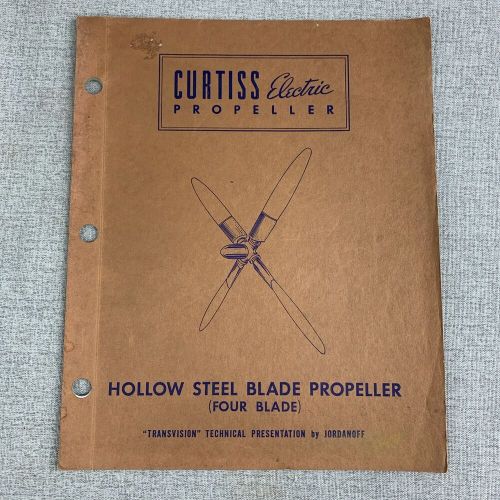 CURTISS Electric
PROPELLER
HOLLOW STEEL BLADE PROPELLER
(FOUR BLADE)
"TRANSVISION" TECHNICAL PRESENTATION by JORDANOFF